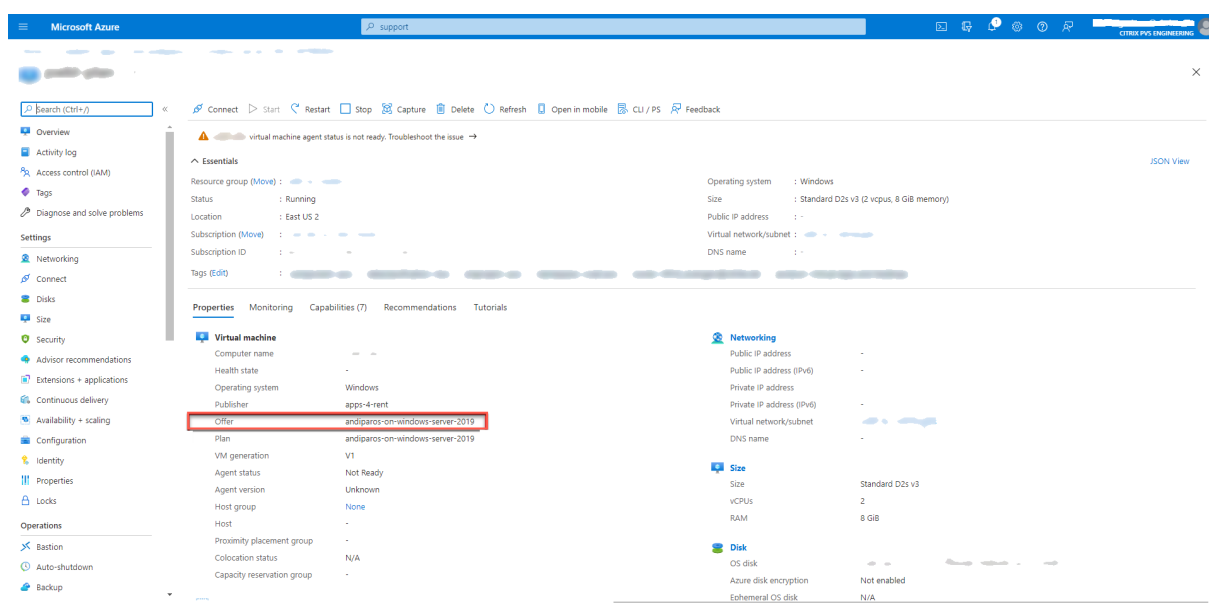 Microsoft Azure
support
1
CITRIX PVS ENGINEERING
Search (Ctrl+/)
Overview
Activity log
Access control (IAM)
Tags
Diagnose and solve problems
Settings
Networking
Connect
Disks
Size
Security
Advisor recommendations
Extensions + applications
Continuous delivery
Availability + scaling
Configuration
Identity
Properties
Locks
Operations
Bastion
Auto-shutdown
Backup
Connect Start Restart Stop Capture Delete Refresh Open in mobile CLI / PS Feedback
virtual machine agent status is not ready. Troubleshoot the issue →
Essentials
JSON View
Resource group (Move) :
Status : Running
Location : East US 2
Subscription (Move) :
Subscription ID :
Tags (Edit) :
Operating system : Windows
Size : Standard D2s v3 (2 vcpus, 8 GiB memory)
Public IP address : -
Virtual network/subnet :
DNS name : -
Properties Monitoring Capabilities (7) Recommendations Tutorials
Virtual machine
Computer name
Health state -
Operating system Windows
Publisher apps-4-rent
Offer andiparos-on-windows-server-2019
Plan andiparos-on-windows-server-2019
VM generation V1
Agent status Not Ready
Agent version Unknown
Host group None
Host -
Proximity placement group -
Colocation status N/A
Capacity reservation group -
Networking
Public IP address -
Public IP address (IPv6) -
Private IP address
Private IP address (IPv6) -
Virtual network/subnet
DNS name -
Size
Size Standard D2s v3
vCPUs 2
RAM 8 GiB
Disk
OS disk
Azure disk encryption Not enabled
Ephemeral OS disk N/A